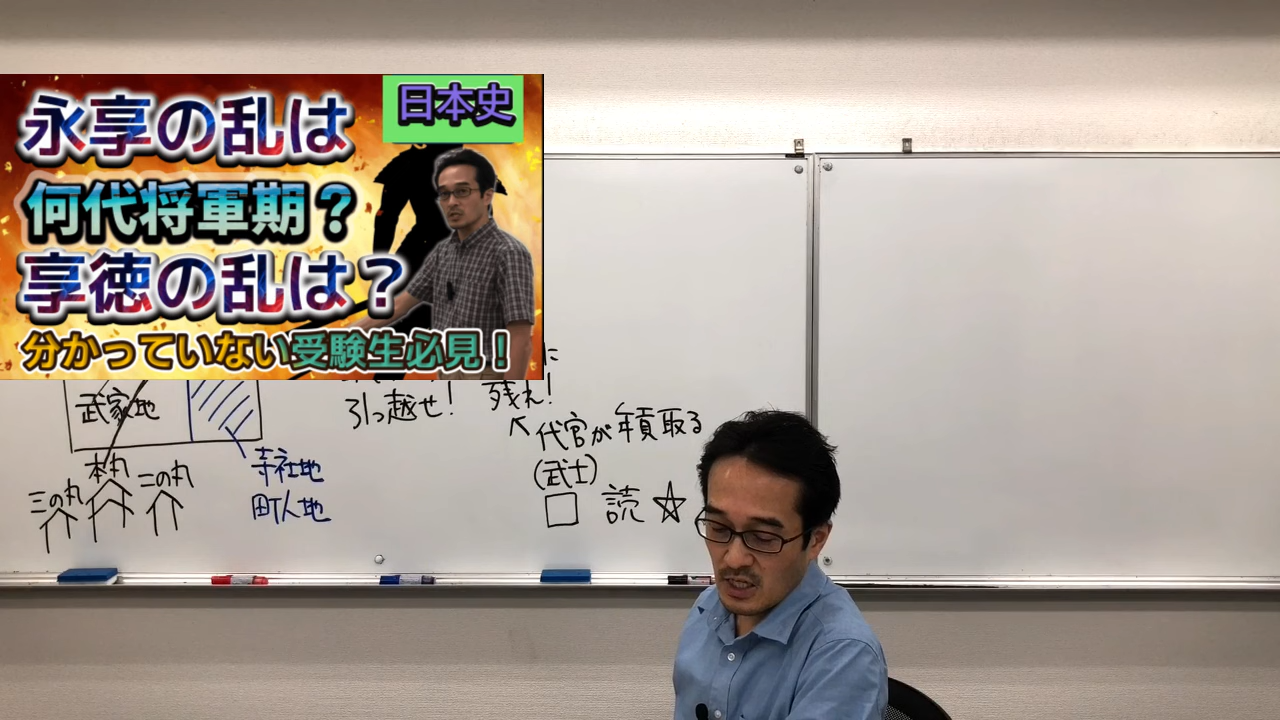 永享の乱は
日本史
何代将軍期？
享徳の乱は？
分かっていない受験生必見！
に
引っ越せ！
残れ！
武家地
代官が年貢取る
(武士)
本丸
二の丸
三の丸
寺社地
町人地
読☆